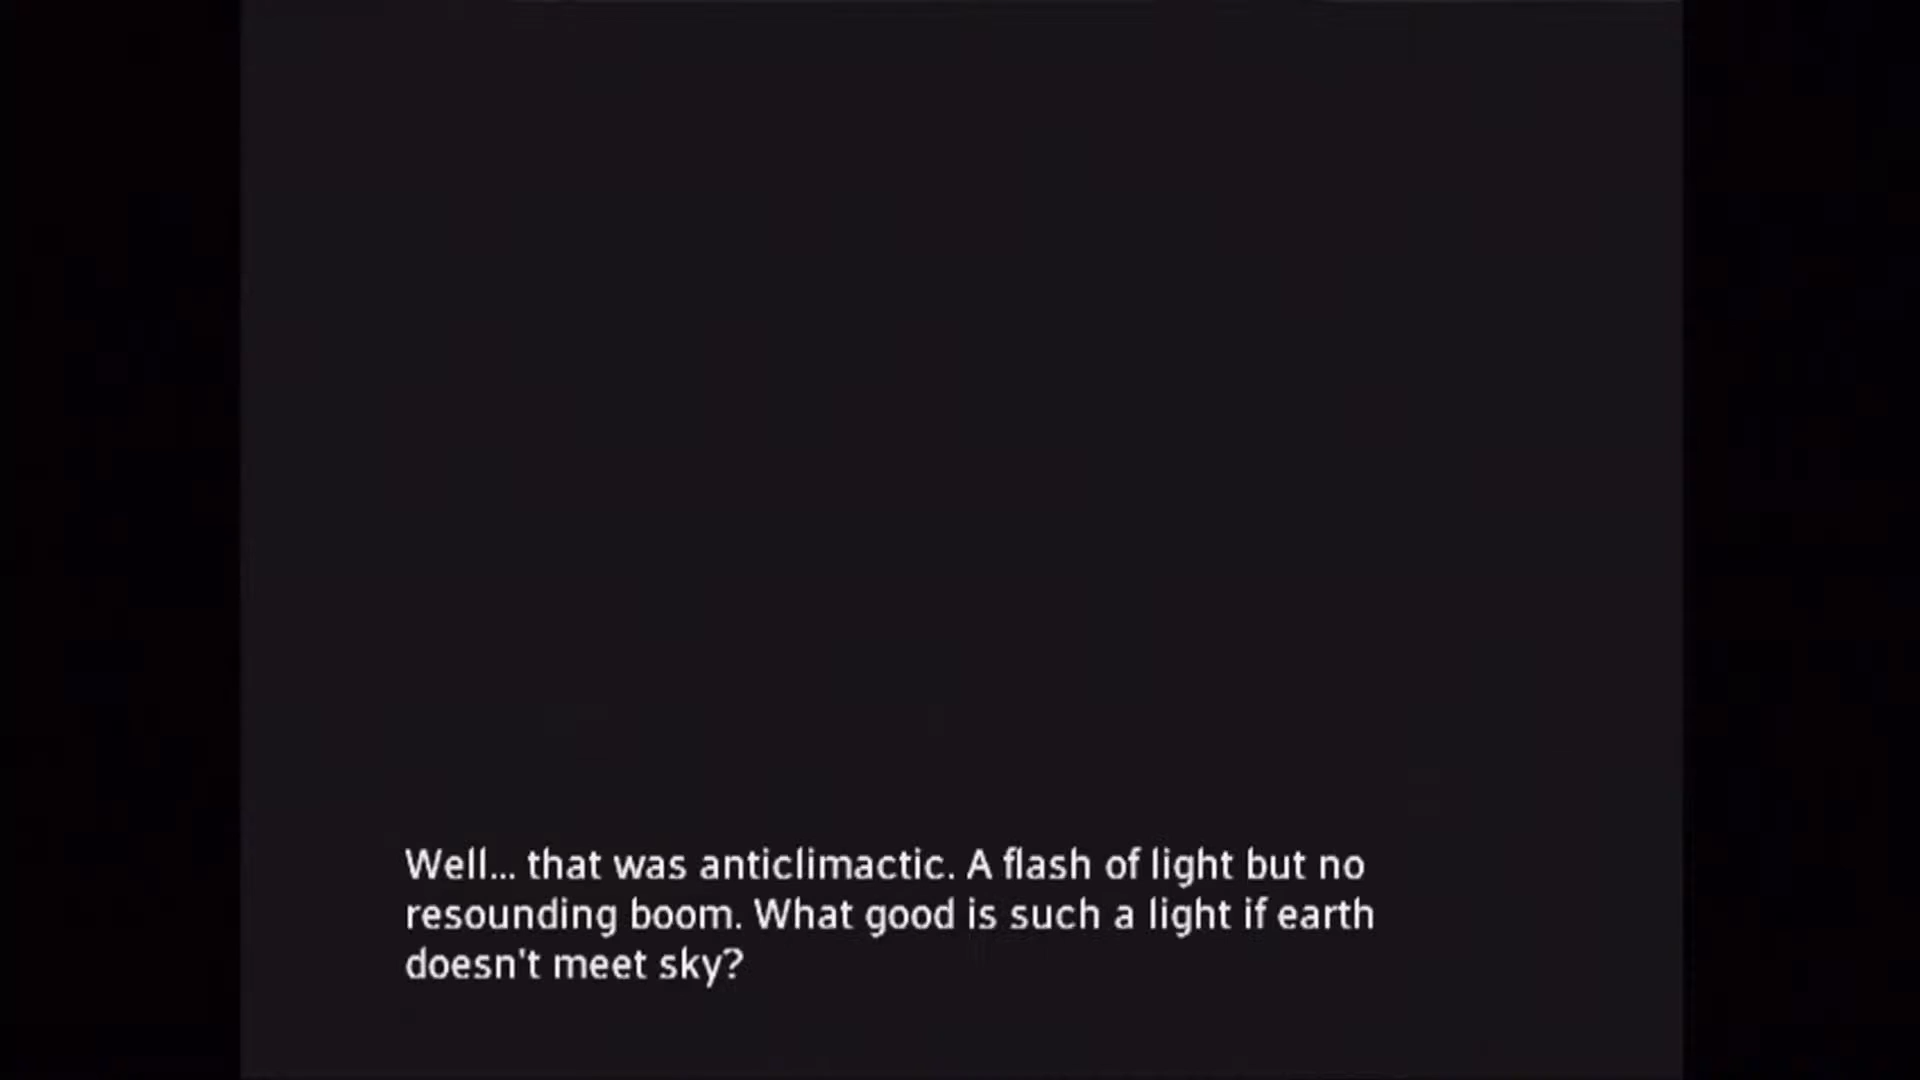 Well... that was anticlimactic. A flash of light but no
resounding boom. What good is such a light if earth
doesn't meet sky?